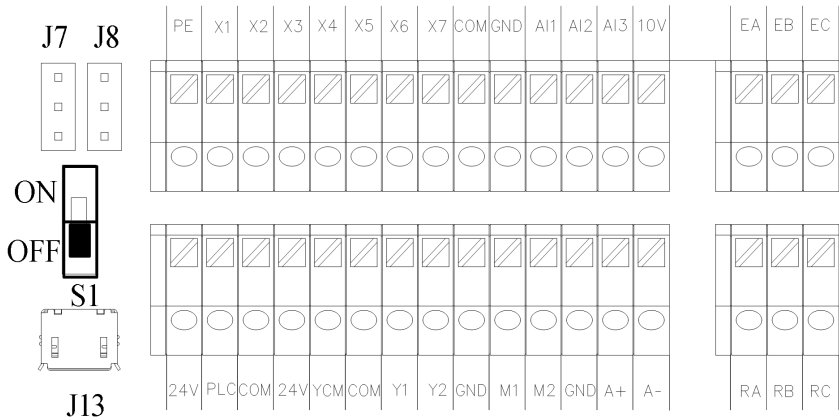 J7 J8
PE X1 X2 X3 X4 X5 X6 X7 COM GND AI1 AI2 AI3 10V EA EB EC
ON
OFF
S1
J13
24V PLC COM 24V YCM COM Y1 Y2 GND M1 M2 GND A+ A- RA RB RC